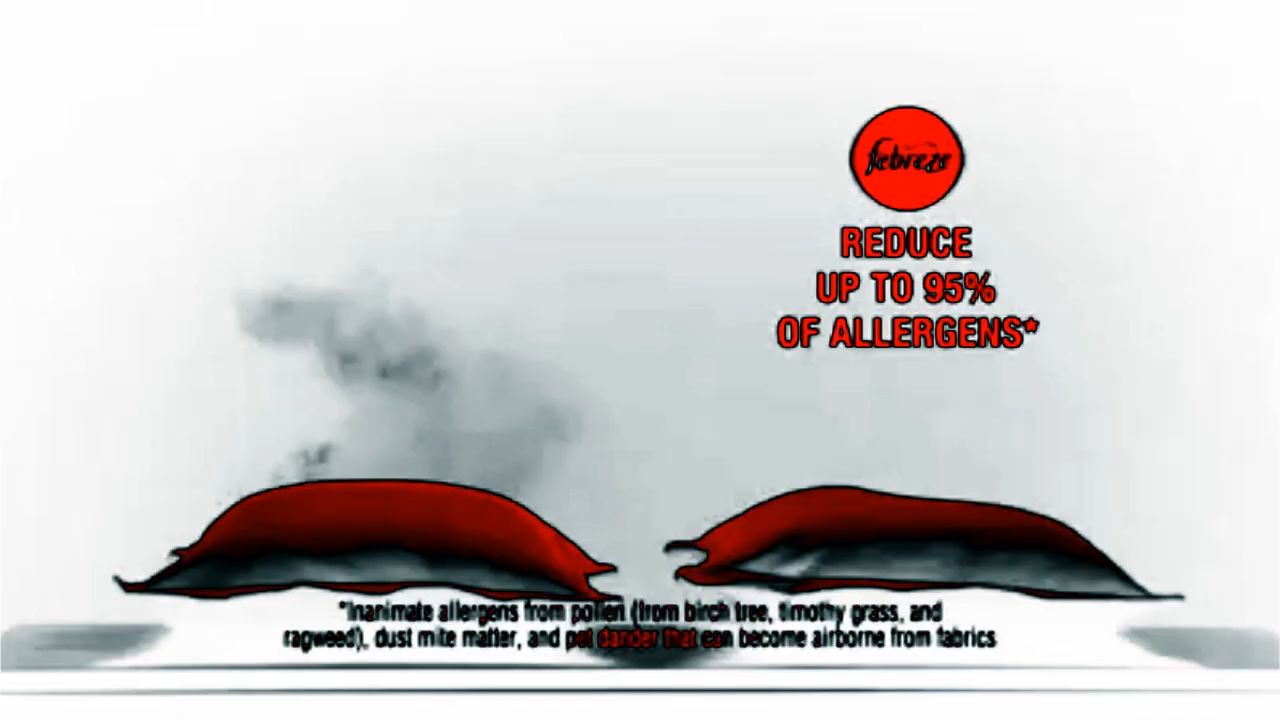 febreze
REDUCE
UP TO 95%
OF ALLERGENS*
*Inanimate allergens from pollen (from birch tree, timothy grass, and
ragweed), dust mite matter, and pet dander that can become airborne from fabrics